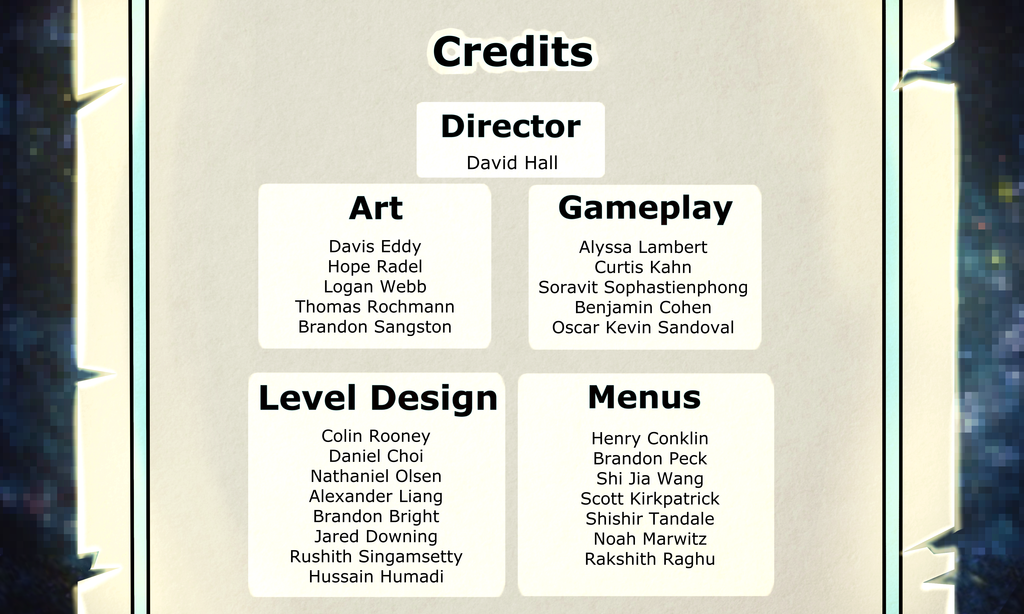 Credits
Director
David Hall
Art
Davis Eddy
Hope Radel
Logan Webb
Thomas Rochmann
Brandon Sangston
Gameplay
Alyssa Lambert
Curtis Kahn
Soravit Sophastienphong
Benjamin Cohen
Oscar Kevin Sandoval
Level Design
Colin Rooney
Daniel Choi
Nathaniel Olsen
Alexander Liang
Brandon Bright
Jared Downing
Rushith Singamsetty
Hussain Humadi
Menus
Henry Conklin
Brandon Peck
Shi Jia Wang
Scott Kirkpatrick
Shishir Tandale
Noah Marwitz
Rakshith Raghu